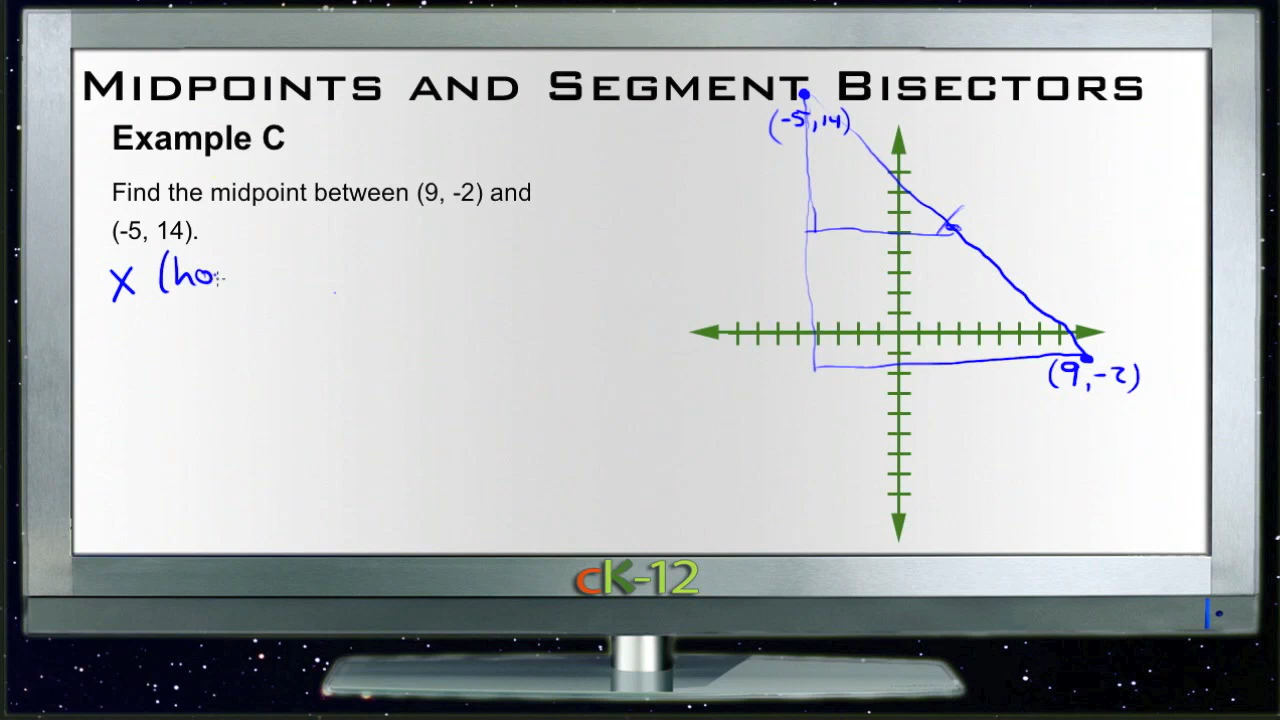 MIDPOINTS AND SEGMENT BISECTORS
Example C
Find the midpoint between (9, -2) and
(-5, 14).
x (ho
(-5, 14)
(9, -2)
cK-12